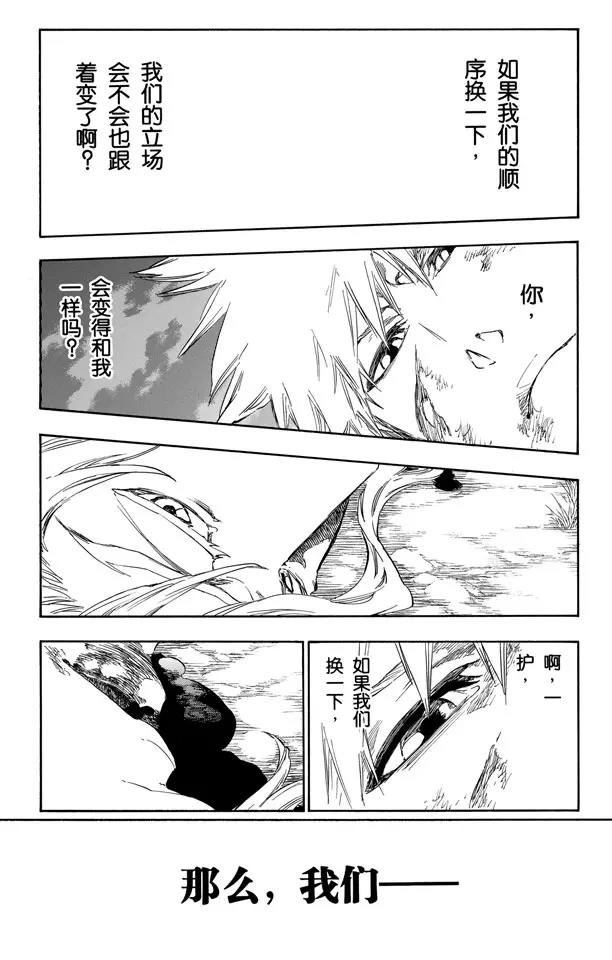 如果我们的顺
序换一下，
我们的立场
会不会也跟
着变了啊？
你，
会变得和我
一样吗？
啊，一
护，
如果我们
换一下，
那么，我们——